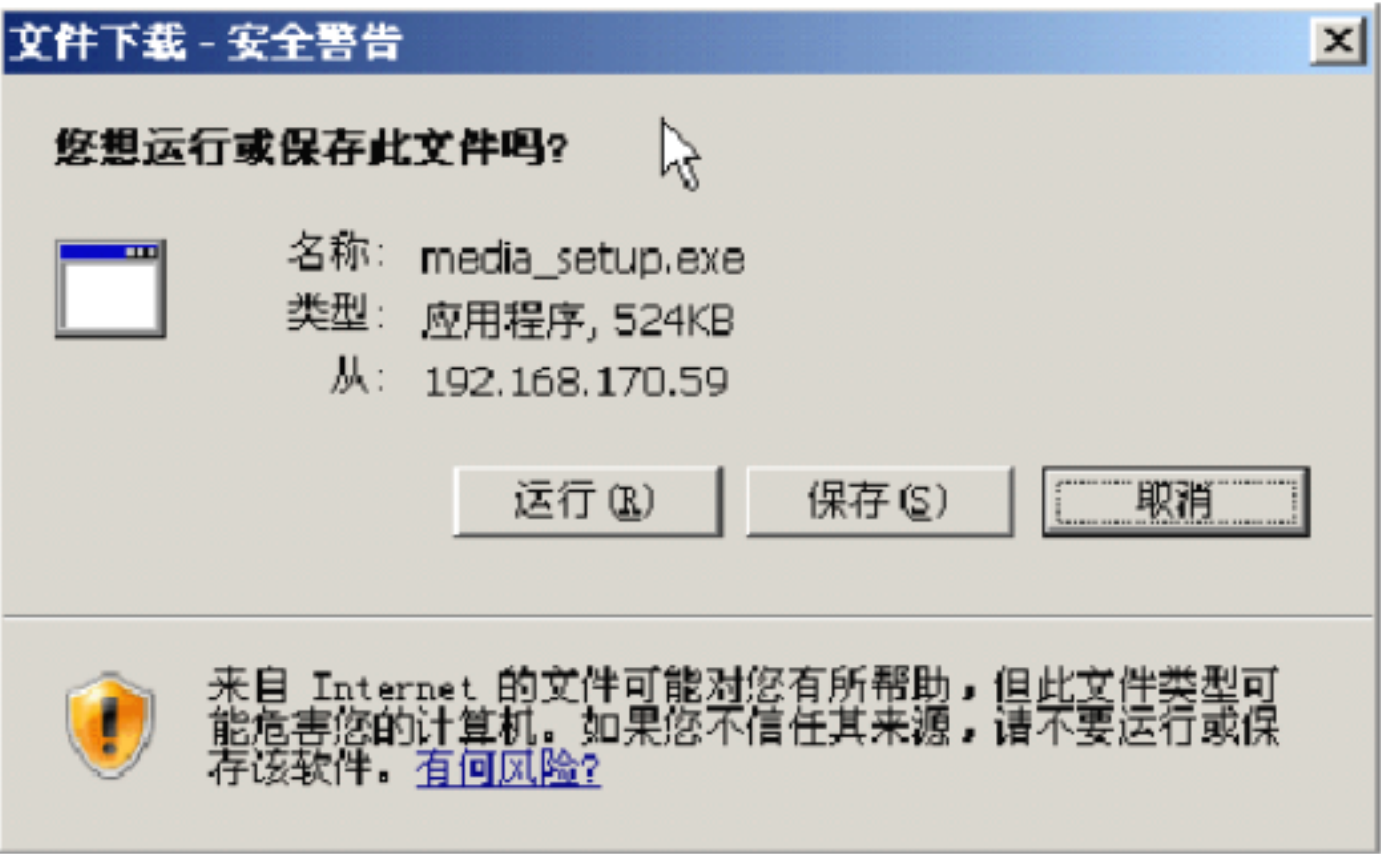 文件下载 - 安全警告
您想运行或保存此文件吗?
名称: media_setup.exe
类型: 应用程序, 524KB
从: 192.168.170.59
运行(R) 保存(S) 取消
来自 Internet 的文件可能对您有所帮助，但此文件类型可
能危害您的计算机。如果您不信任其来源，请不要运行或保
存该软件。有何风险?